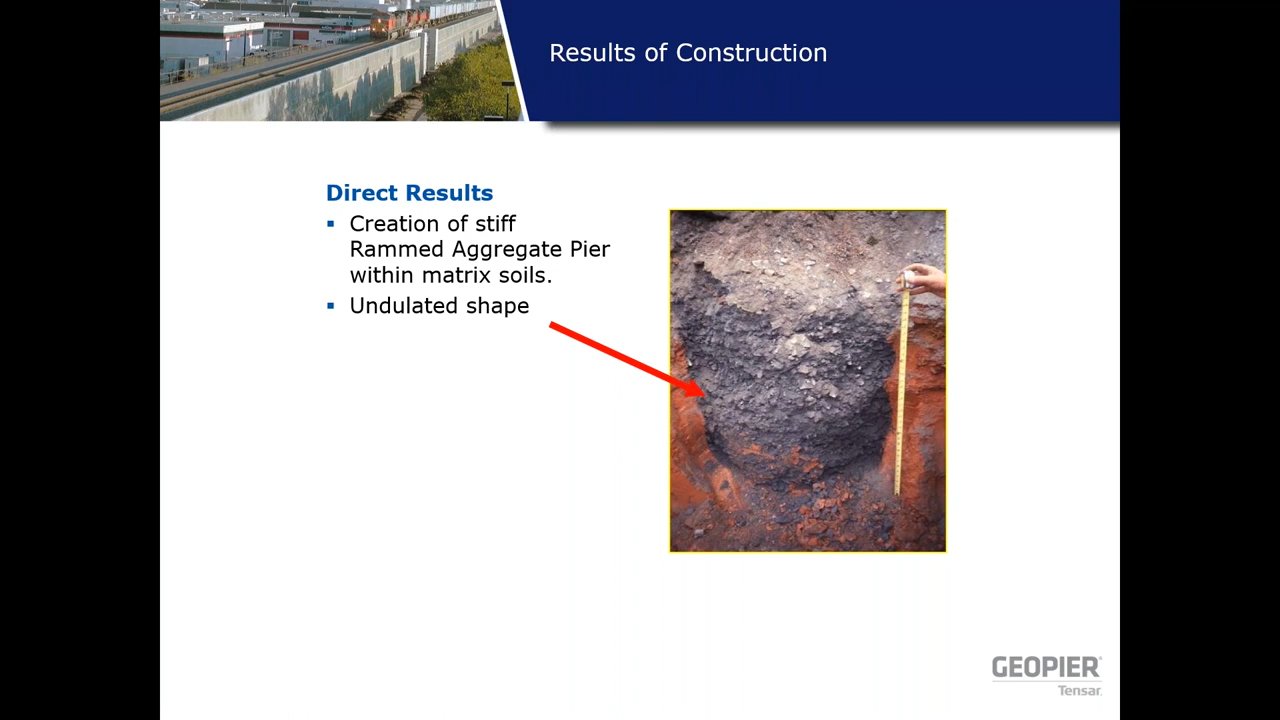 Results of Construction
Direct Results
▪ Creation of stiff
Rammed Aggregate Pier
within matrix soils.
▪ Undulated shape
GEOPIER®
Tensar.